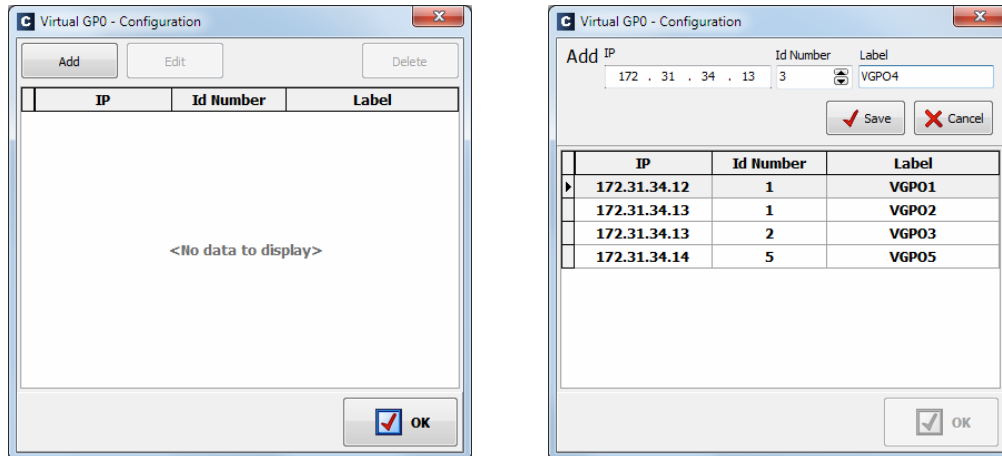 C Virtual GP0 - Configuration
Add Edit Delete
IP Id Number Label
<No data to display>
OK
C Virtual GP0 - Configuration
Add IP Id Number Label
172 . 31 . 34 . 13 3 VGPO4
Save Cancel
IP Id Number Label
172.31.34.12 1 VGPO1
172.31.34.13 1 VGPO2
172.31.34.13 2 VGPO3
172.31.34.14 5 VGPO5
OK